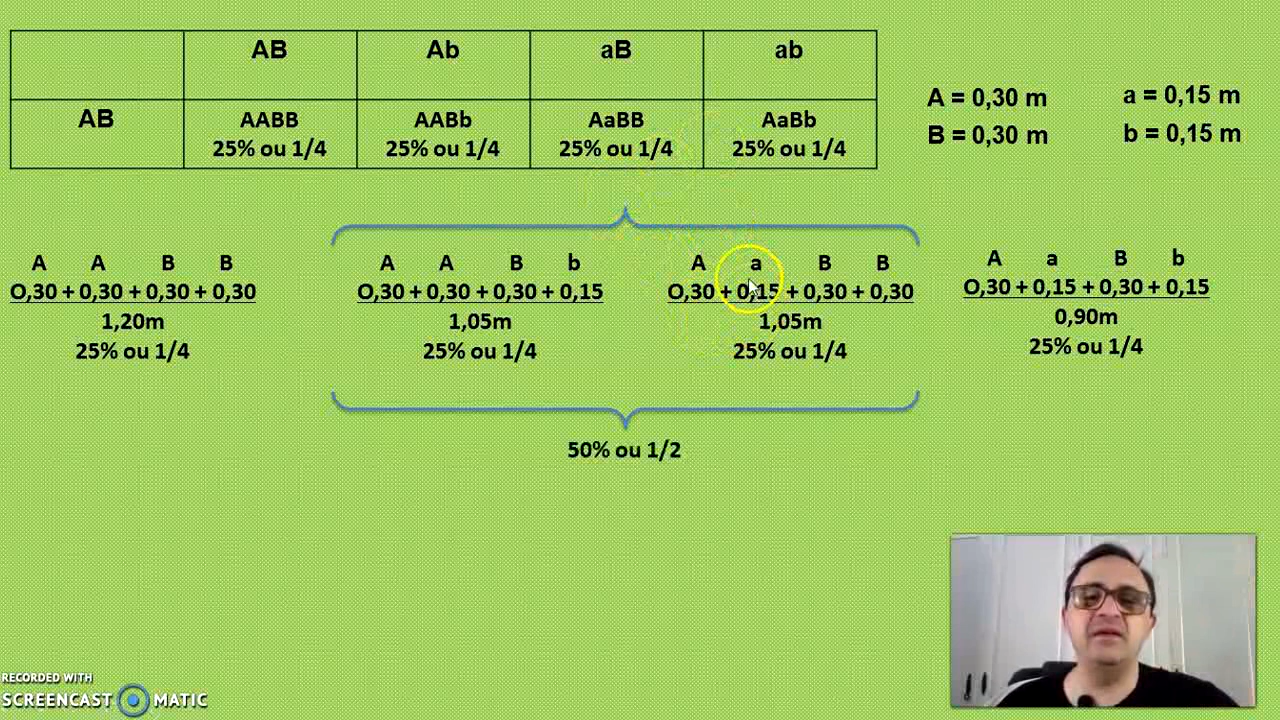 AB Ab aB ab
AB AABB AABb AaBB AaBb
25% ou 1/4 25% ou 1/4 25% ou 1/4 25% ou 1/4
A = 0,30 m a = 0,15 m
B = 0,30 m b = 0,15 m
A A B B
O,30 + 0,30 + 0,30 + 0,30
1,20m
25% ou 1/4
A A B b
O,30 + 0,30 + 0,30 + 0,15
1,05m
25% ou 1/4
A a B B
O,30 + 0,15 + 0,30 + 0,30
1,05m
25% ou 1/4
A a B b
O,30 + 0,15 + 0,30 + 0,15
0,90m
25% ou 1/4
50% ou 1/2
RECORDED WITH
SCREENCAST MATIC